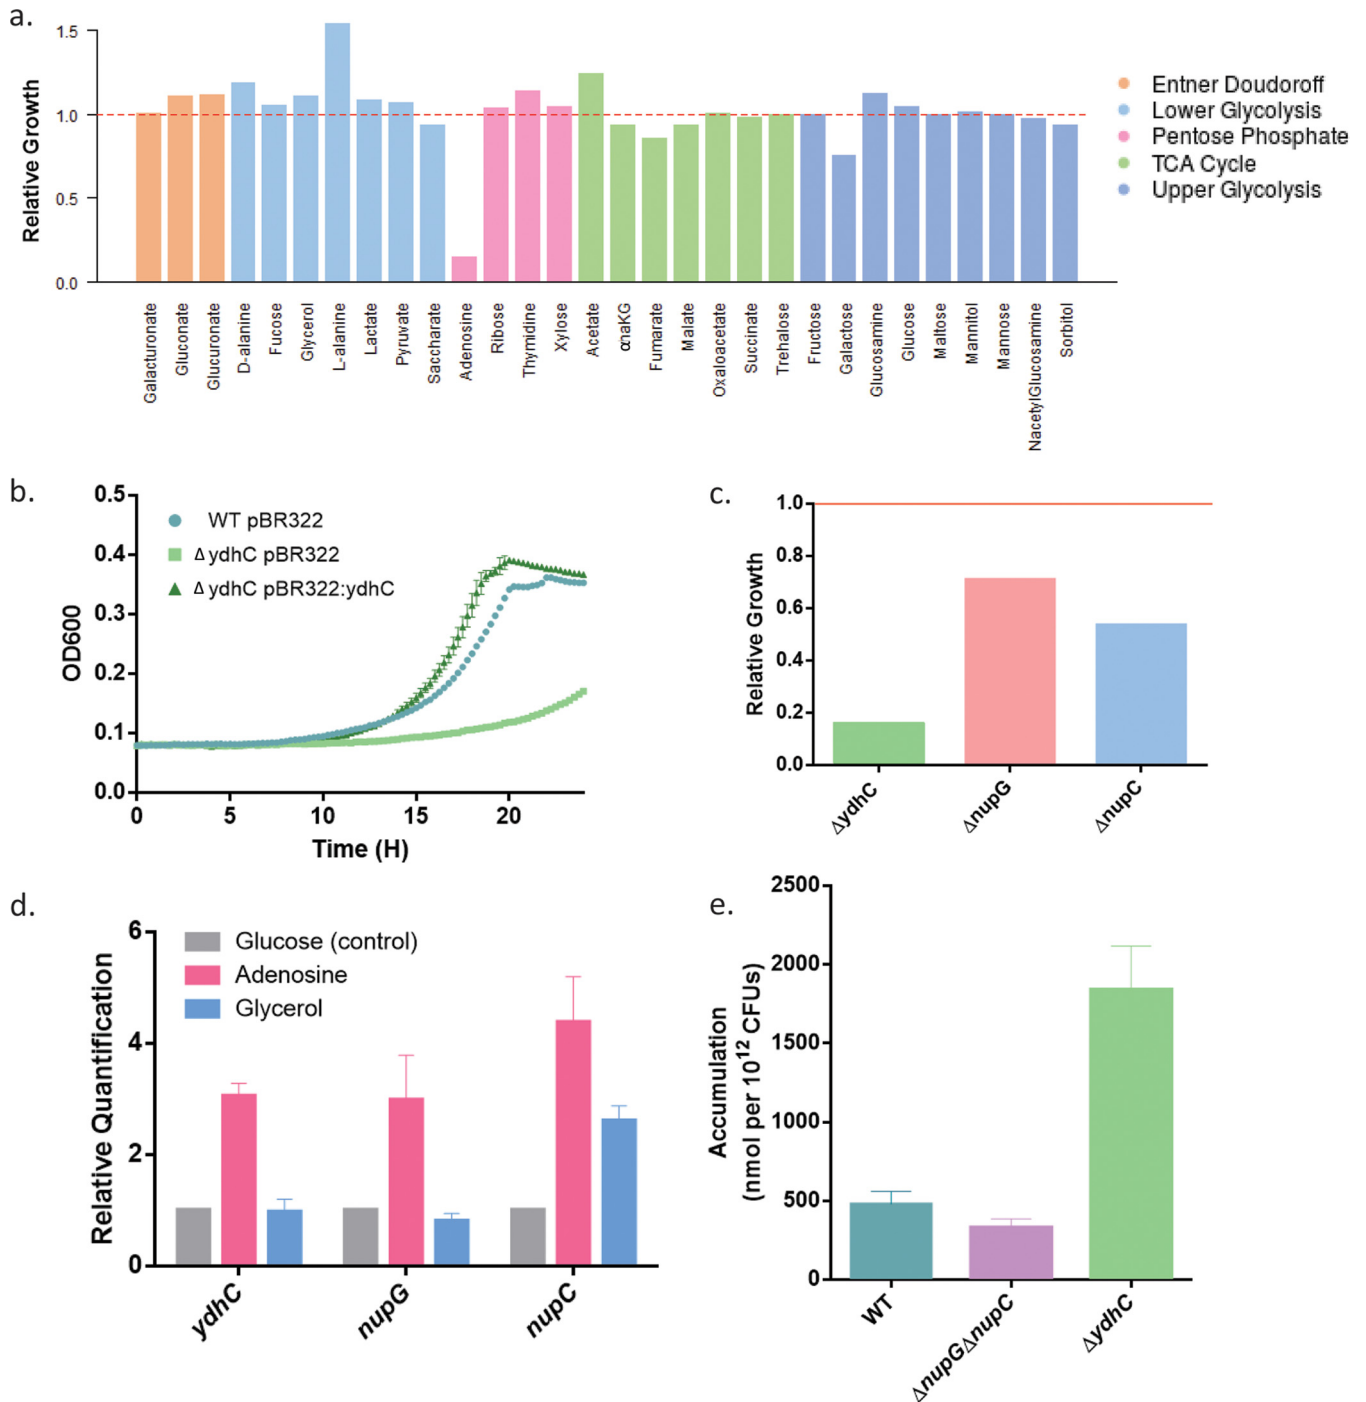 a.
Relative Growth
1.5
1.0
0.5
0.0
Galacturonate
Gluconate
Glucuronate
D-alanine
Fucose
Glycerol
L-alanine
Lactate
Pyruvate
Saccharate
Adenosine
Ribose
Thymidine
Xylose
Acetate
αnaKG
Fumarate
Malate
Oxaloacetate
Succinate
Trehalose
Fructose
Galactose
Glucosamine
Glucose
Maltose
Mannitol
Mannose
NacetylGlucosamine
Sorbitol
Entner Doudoroff
Lower Glycolysis
Pentose Phosphate
TCA Cycle
Upper Glycolysis
b.
OD600
0.5
0.4
0.3
0.2
0.1
0.0
WT pBR322
Δ ydhC pBR322
Δ ydhC pBR322:ydhC
0 5 10 15 20
Time (H)
c.
Relative Growth
1.0
0.8
0.6
0.4
0.2
0.0
ΔydhC
ΔnupG
ΔnupC
d.
Relative Quantification
6
4
2
0
Glucose (control)
Adenosine
Glycerol
ydhC
nupG
nupC
e.
Accumulation
(nmol per 10¹² CFUs)
2500
2000
1500
1000
500
0
WT
ΔnupGΔnupC
ΔydhC